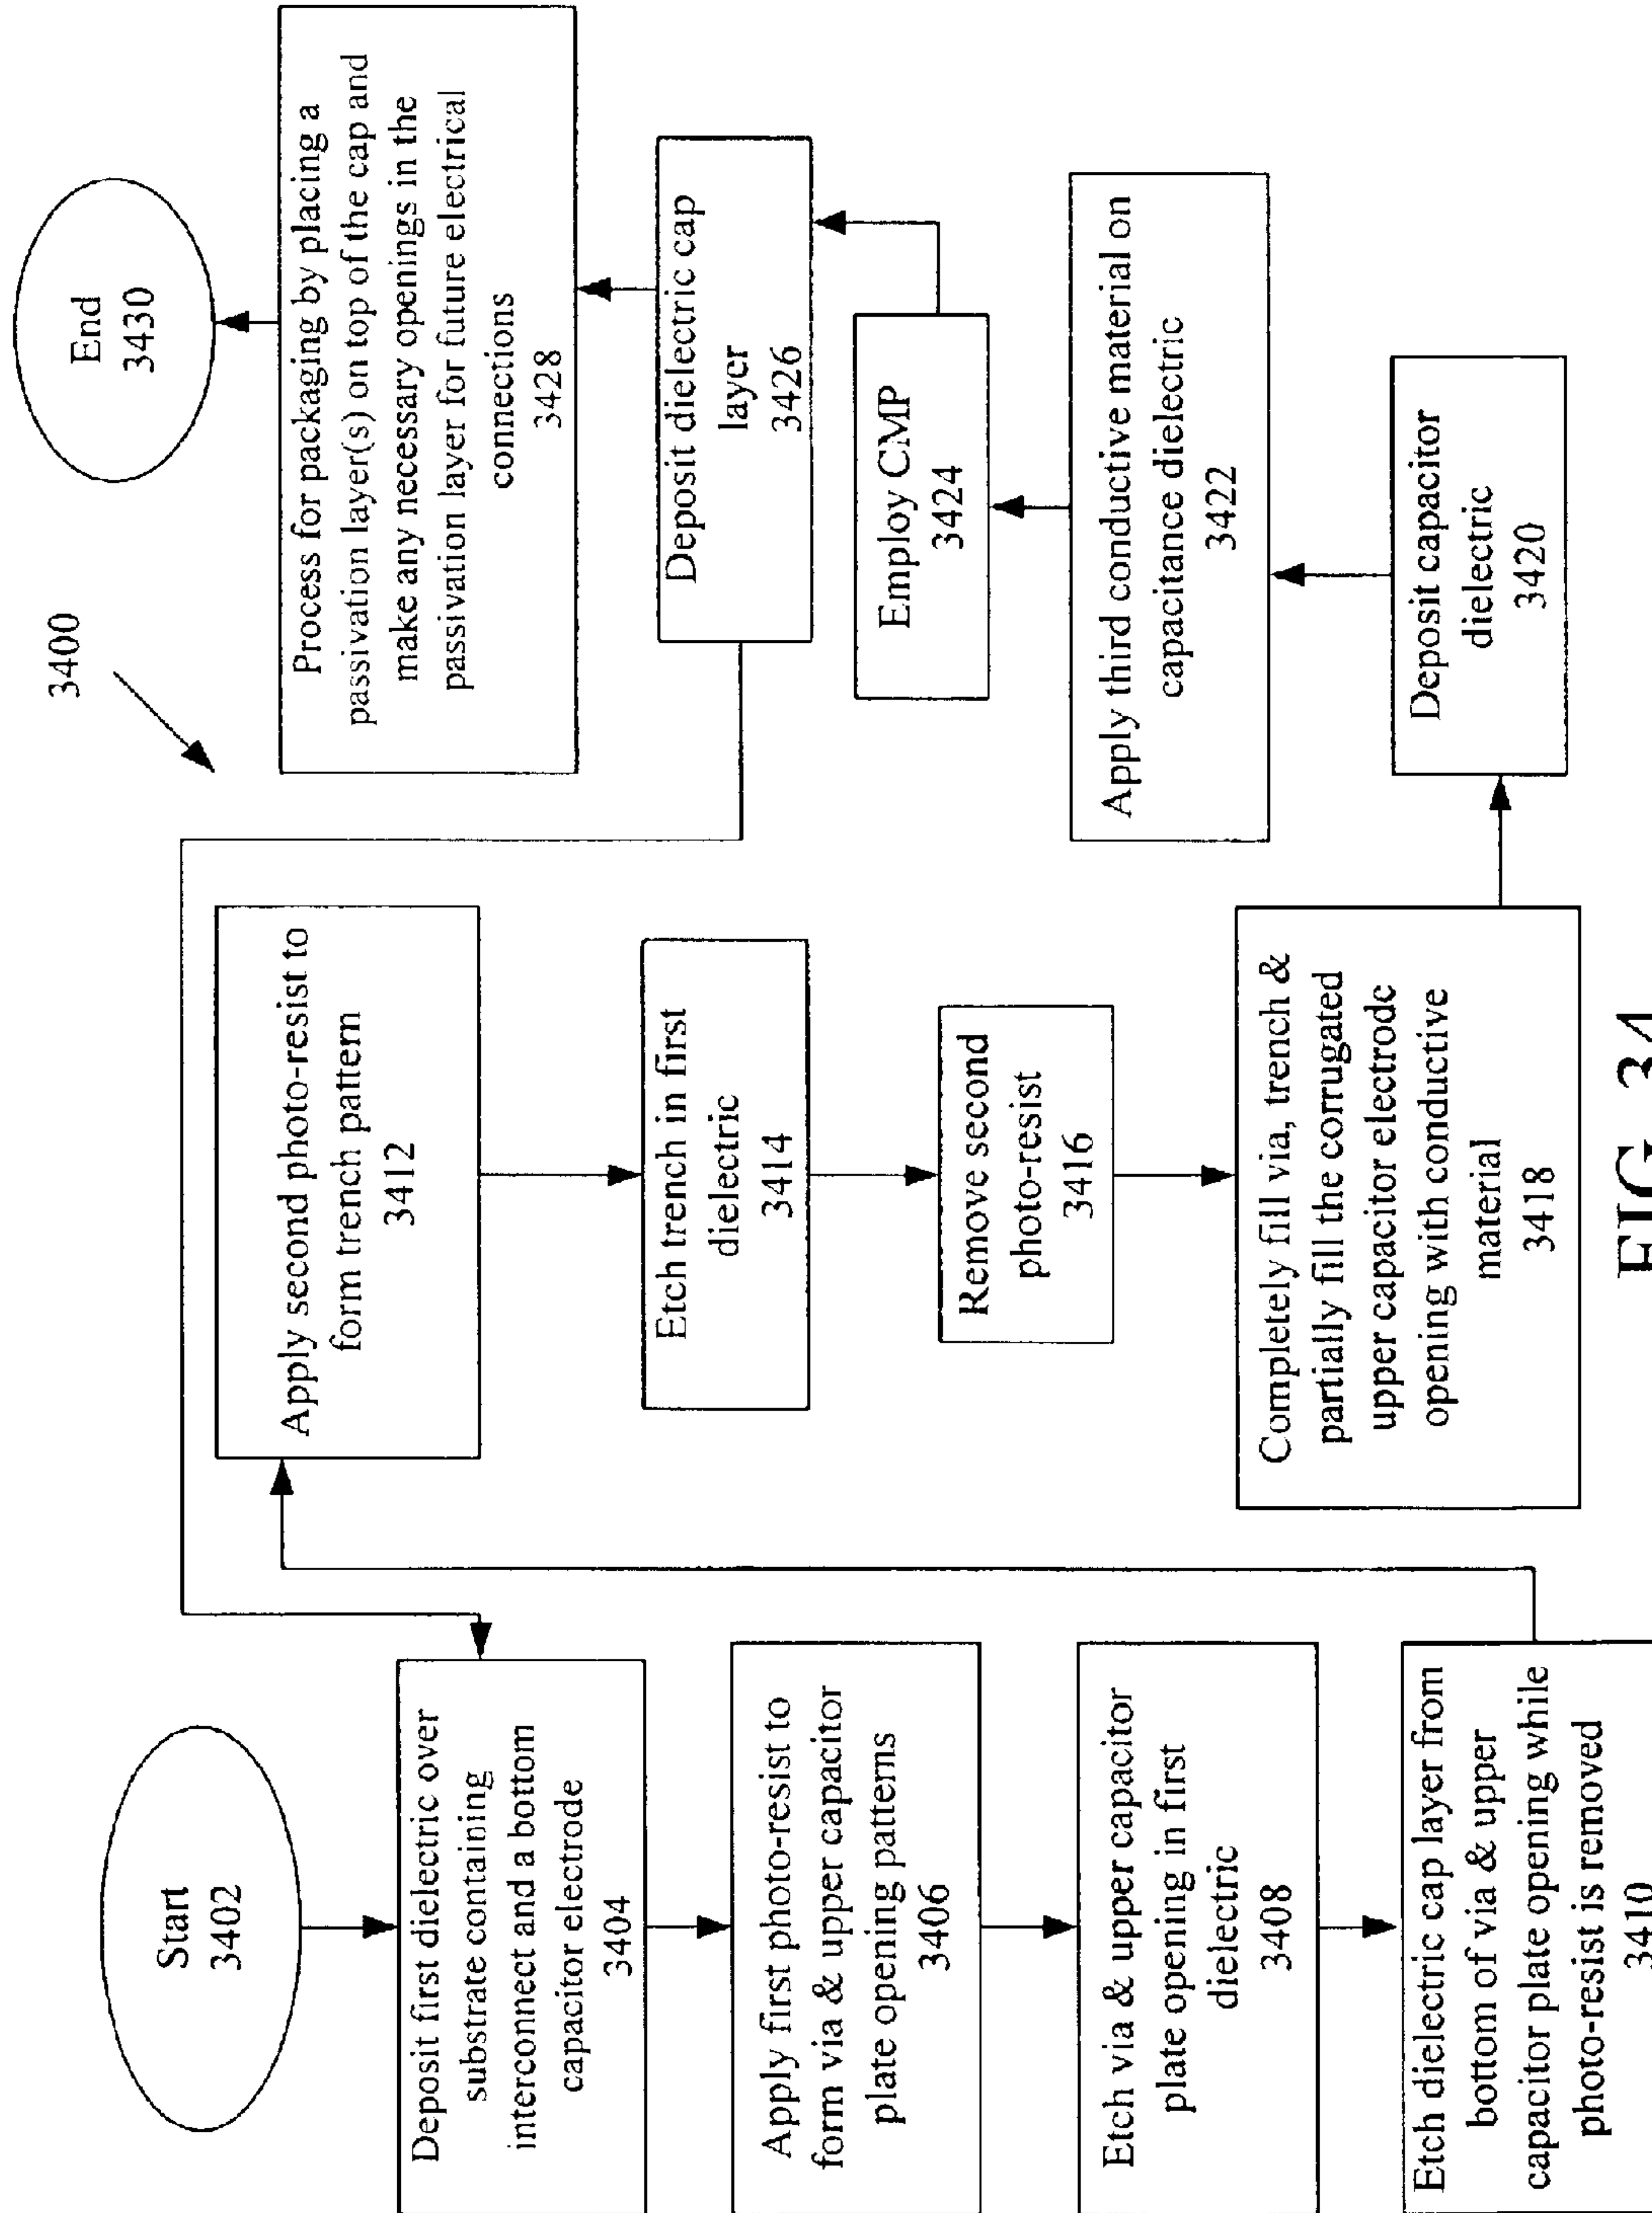 3400
Start
3402
Deposit first dielectric over
substrate containing
interconnect and a bottom
capacitor electrode
3404
Apply first photo-resist to
form via & upper capacitor
plate opening patterns
3406
Etch via & upper capacitor
plate opening in first
dielectric
3408
Etch dielectric cap layer from
bottom of via & upper
capacitor plate opening while
photo-resist is removed
3410
Apply second photo-resist to
form trench pattern
3412
Etch trench in first
dielectric
3414
Remove second
photo-resist
3416
Completely fill via, trench &
partially fill the corrugated
upper capacitor electrode
opening with conductive
material
3418
Deposit capacitor
dielectric
3420
Apply third conductive material on
capacitance dielectric
3422
Employ CMP
3424
Deposit dielectric cap
layer
3426
Process for packaging by placing a
passivation layer(s) on top of the cap and
make any necessary openings in the
passivation layer for future electrical
connections
3428
End
3430
FIG. 34